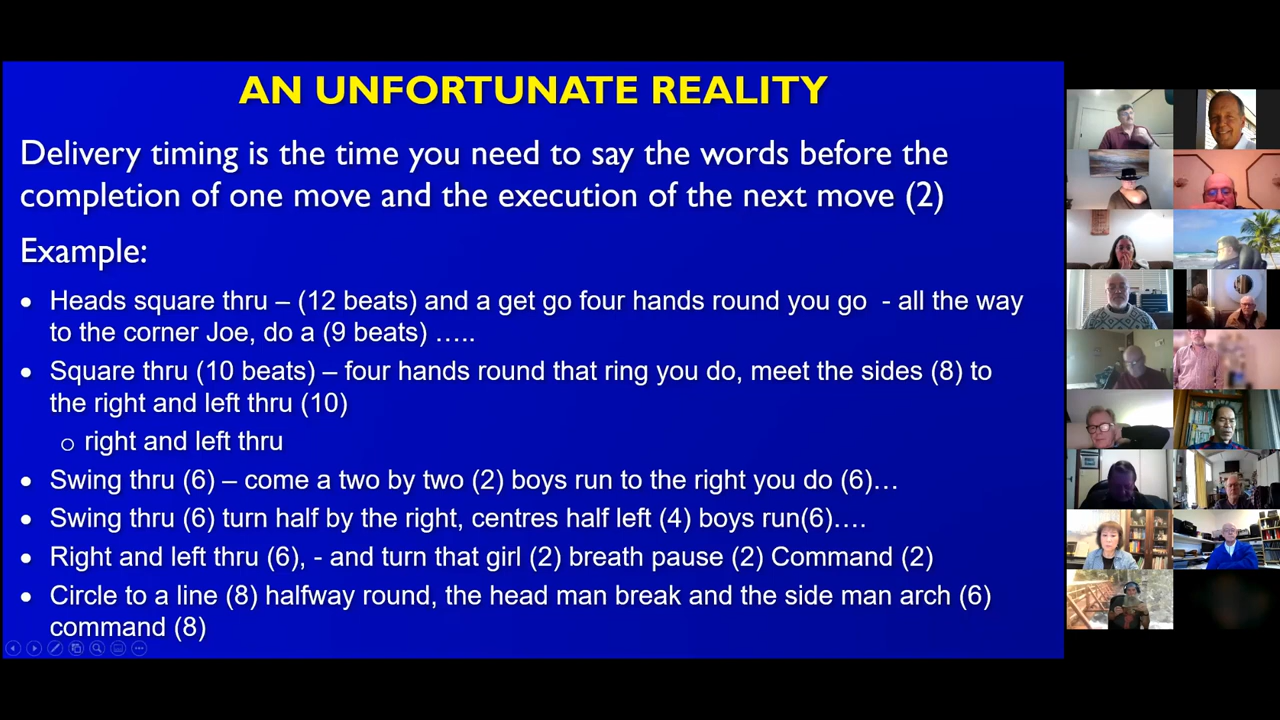 AN UNFORTUNATE REALITY
Delivery timing is the time you need to say the words before the
completion of one move and the execution of the next move (2)
Example:
• Heads square thru – (12 beats) and a get go four hands round you go - all the way
to the corner Joe, do a (9 beats) …..
• Square thru (10 beats) – four hands round that ring you do, meet the sides (8) to
the right and left thru (10)
o right and left thru
• Swing thru (6) – come a two by two (2) boys run to the right you do (6)…
• Swing thru (6) turn half by the right, centres half left (4) boys run(6)….
• Right and left thru (6), - and turn that girl (2) breath pause (2) Command (2)
• Circle to a line (8) halfway round, the head man break and the side man arch (6)
command (8)